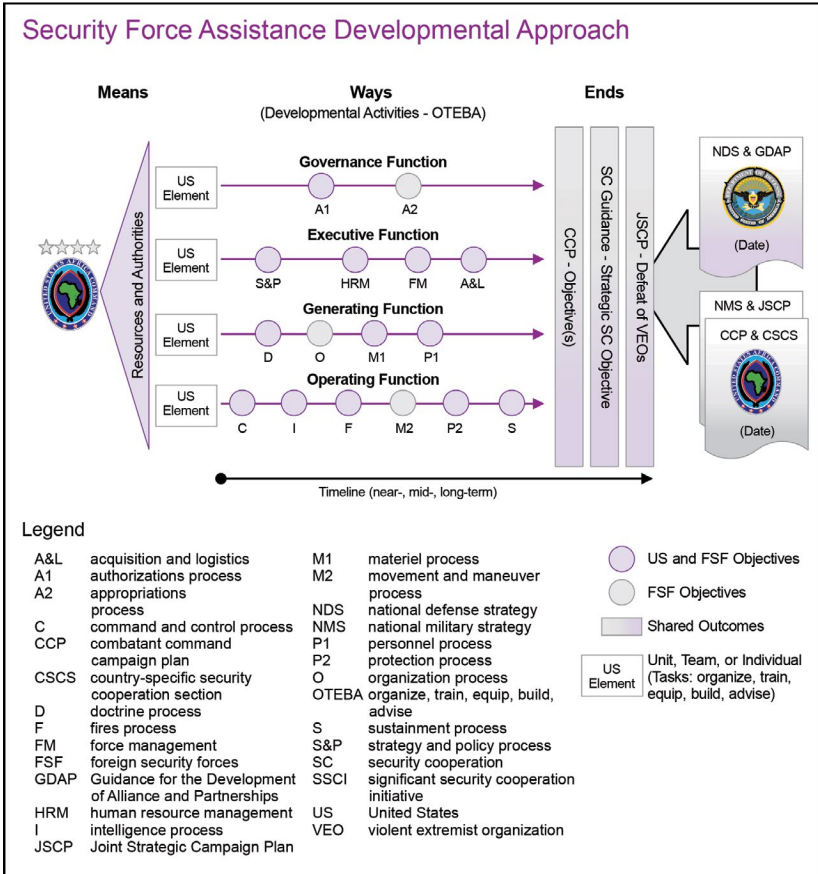 Security Force Assistance Developmental Approach
Means
Ways
(Developmental Activities - OTEBA)
Ends
Resources and Authorities
UNITED STATES AFRICA COMMAND
US
Element
Governance Function
A1
A2
US
Element
Executive Function
S&P
HRM
FM
A&L
US
Element
Generating Function
D
O
M1
P1
US
Element
Operating Function
C
I
F
M2
P2
S
CCP - Objective(s)
SC Guidance - Strategic SC Objective
JSCP - Defeat of VEOs
NDS & GDAP
(Date)
NMS & JSCP
CCP & CSCS
UNITED STATES AFRICA COMMAND
(Date)
Timeline (near-, mid-, long-term)
Legend
A&L acquisition and logistics
A1 authorizations process
A2 appropriations
process
C command and control process
CCP combatant command
campaign plan
CSCS country-specific security
cooperation section
D doctrine process
F fires process
FM force management
FSF foreign security forces
GDAP Guidance for the Development
of Alliance and Partnerships
HRM human resource management
I intelligence process
JSCP Joint Strategic Campaign Plan
M1 materiel process
M2 movement and maneuver
process
NDS national defense strategy
NMS national military strategy
P1 personnel process
P2 protection process
O organization process
OTEBA organize, train, equip, build,
advise
S sustainment process
S&P strategy and policy process
SC security cooperation
SSCI significant security cooperation
initiative
US United States
VEO violent extremist organization
US and FSF Objectives
FSF Objectives
Shared Outcomes
US
Element
Unit, Team, or Individual
(Tasks: organize, train,
equip, build, advise)